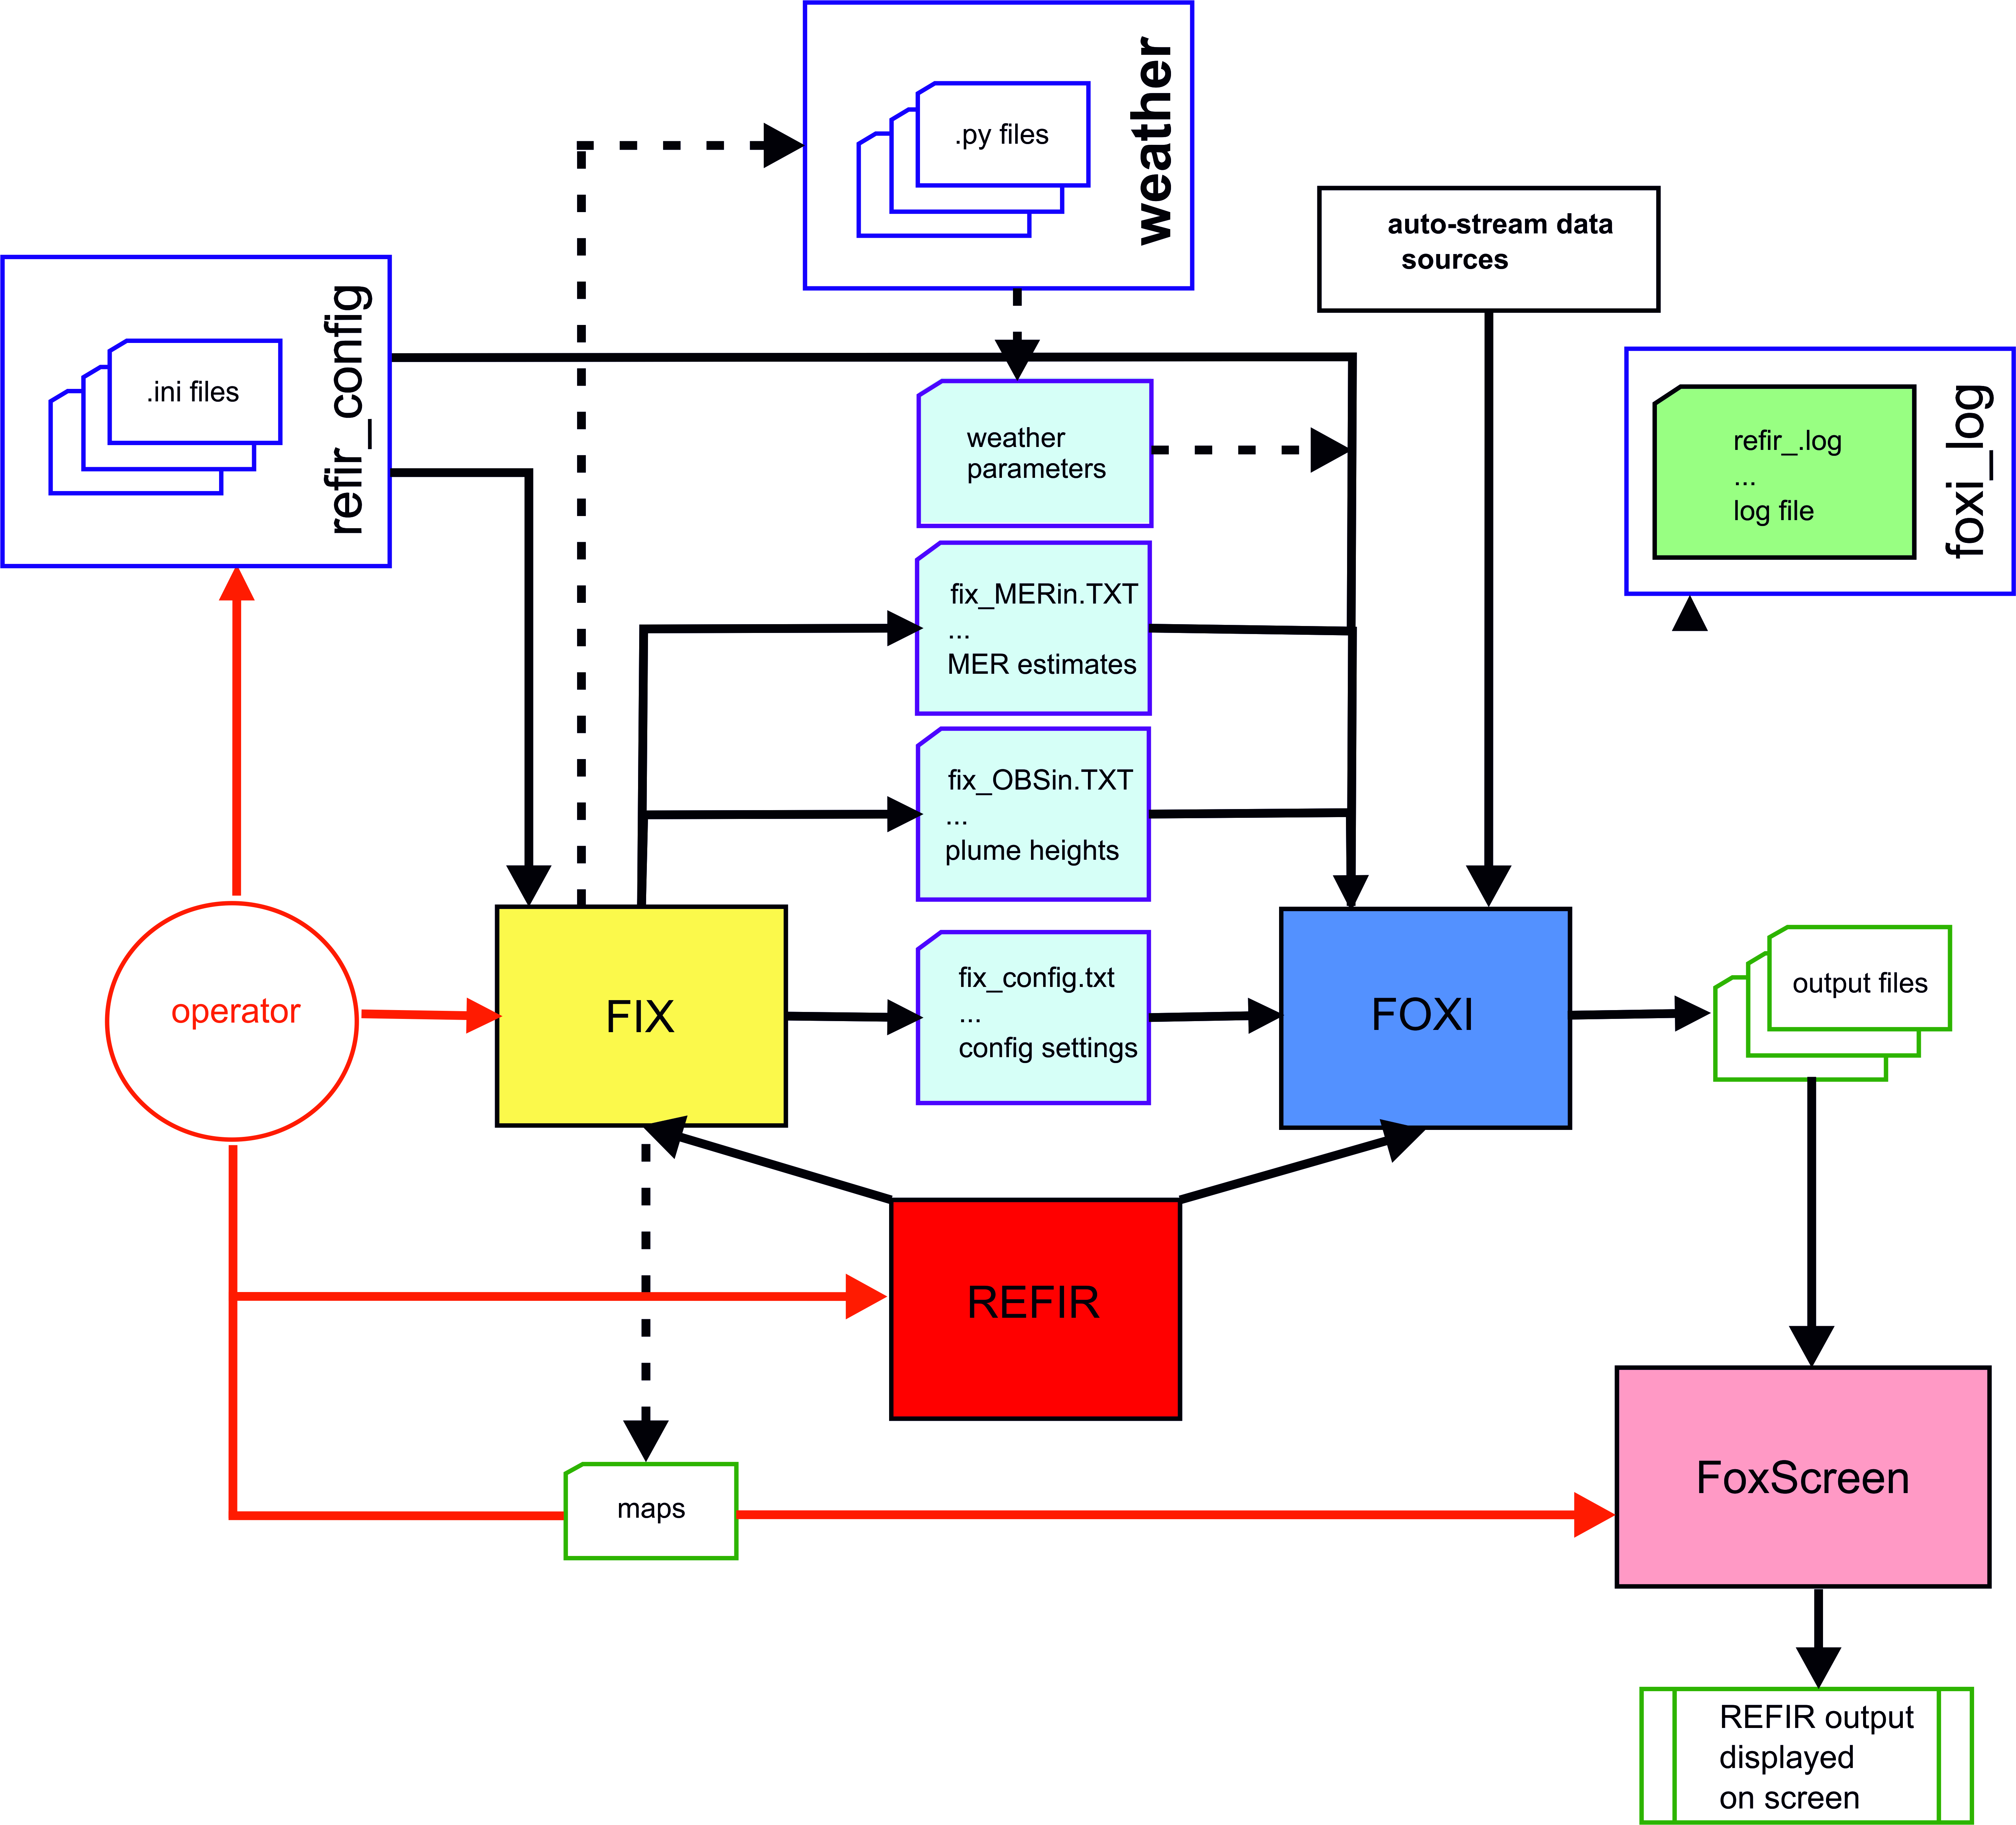 .py files
weather
auto-stream data
sources
.ini files
refir_config
weather
parameters
refir_.log
...
log file
foxi_log
fix_MERin.TXT
...
MER estimates
fix_OBSin.TXT
...
plume heights
operator
FIX
fix_config.txt
...
config settings
FOXI
output files
REFIR
maps
FoxScreen
REFIR output
displayed
on screen